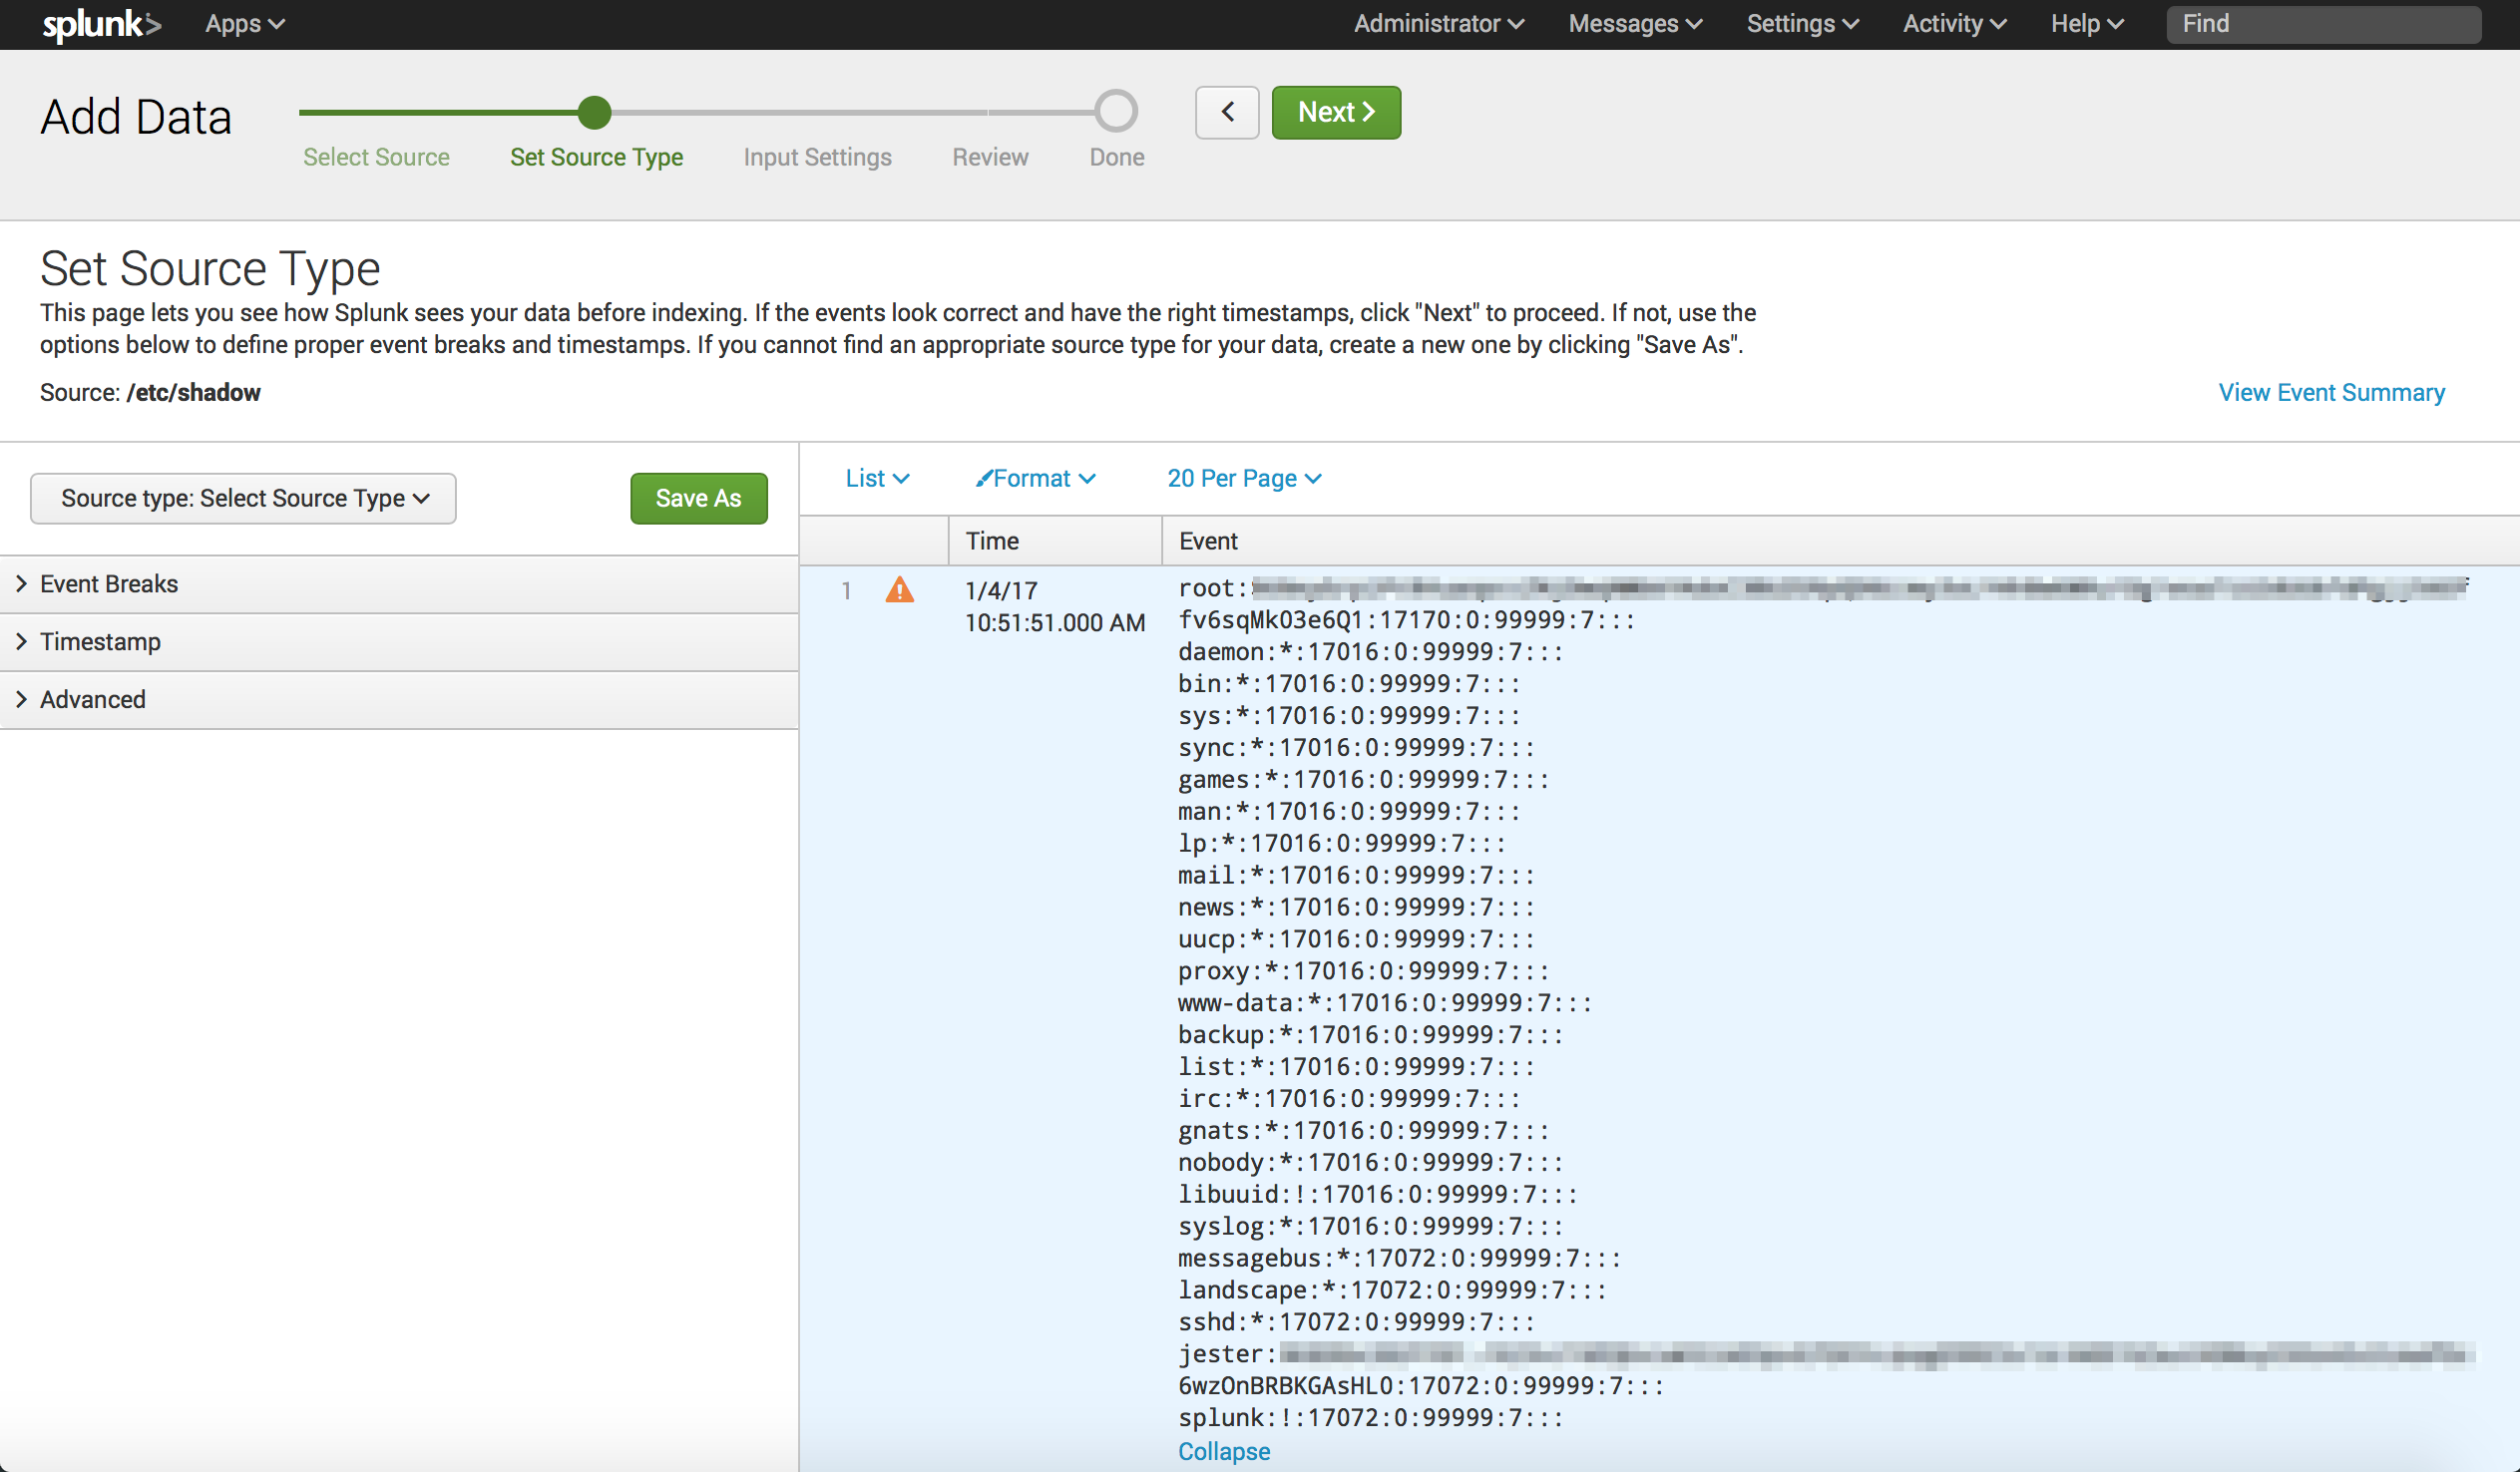 splunk> Apps Administrator Messages Settings Activity Help Find
Add Data
Select Source Set Source Type Input Settings Review Done
< Next >
Set Source Type
This page lets you see how Splunk sees your data before indexing. If the events look correct and have the right timestamps, click "Next" to proceed. If not, use the
options below to define proper event breaks and timestamps. If you cannot find an appropriate source type for your data, create a new one by clicking "Save As".
Source: /etc/shadow
View Event Summary
Source type: Select Source Type
Save As
> Event Breaks
> Timestamp
> Advanced
List Format 20 Per Page
Time Event
1 1/4/17
10:51:51.000 AM
root:
fv6sqMk03e6Q1:17170:0:99999:7:::
daemon:*:17016:0:99999:7:::
bin:*:17016:0:99999:7:::
sys:*:17016:0:99999:7:::
sync:*:17016:0:99999:7:::
games:*:17016:0:99999:7:::
man:*:17016:0:99999:7:::
lp:*:17016:0:99999:7:::
mail:*:17016:0:99999:7:::
news:*:17016:0:99999:7:::
uucp:*:17016:0:99999:7:::
proxy:*:17016:0:99999:7:::
www-data:*:17016:0:99999:7:::
backup:*:17016:0:99999:7:::
list:*:17016:0:99999:7:::
irc:*:17016:0:99999:7:::
gnats:*:17016:0:99999:7:::
nobody:*:17016:0:99999:7:::
libuuid:!:17016:0:99999:7:::
syslog:*:17016:0:99999:7:::
messagebus:*:17072:0:99999:7:::
landscape:*:17072:0:99999:7:::
sshd:*:17072:0:99999:7:::
jester:
6wzOnBRBKGAsHL0:17072:0:99999:7:::
splunk:!:17072:0:99999:7:::
Collapse